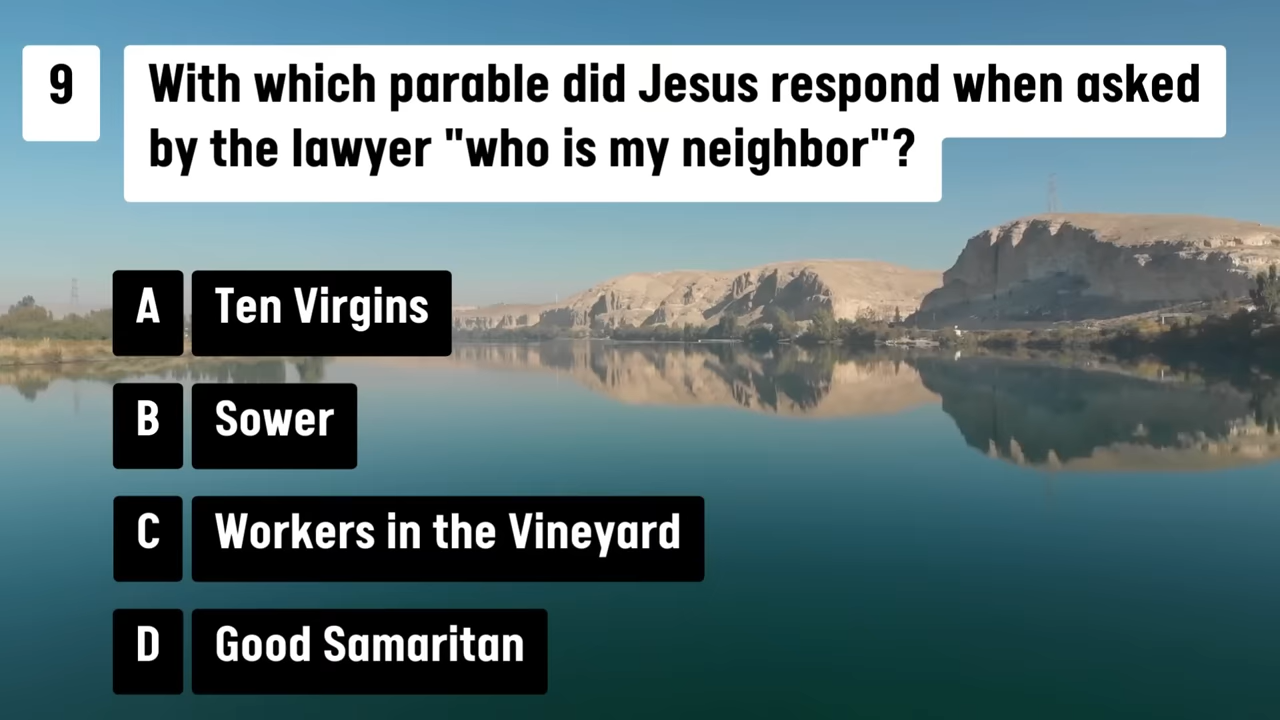 9
With which parable did Jesus respond when asked
by the lawyer "who is my neighbor"?
A Ten Virgins
B Sower
C Workers in the Vineyard
D Good Samaritan